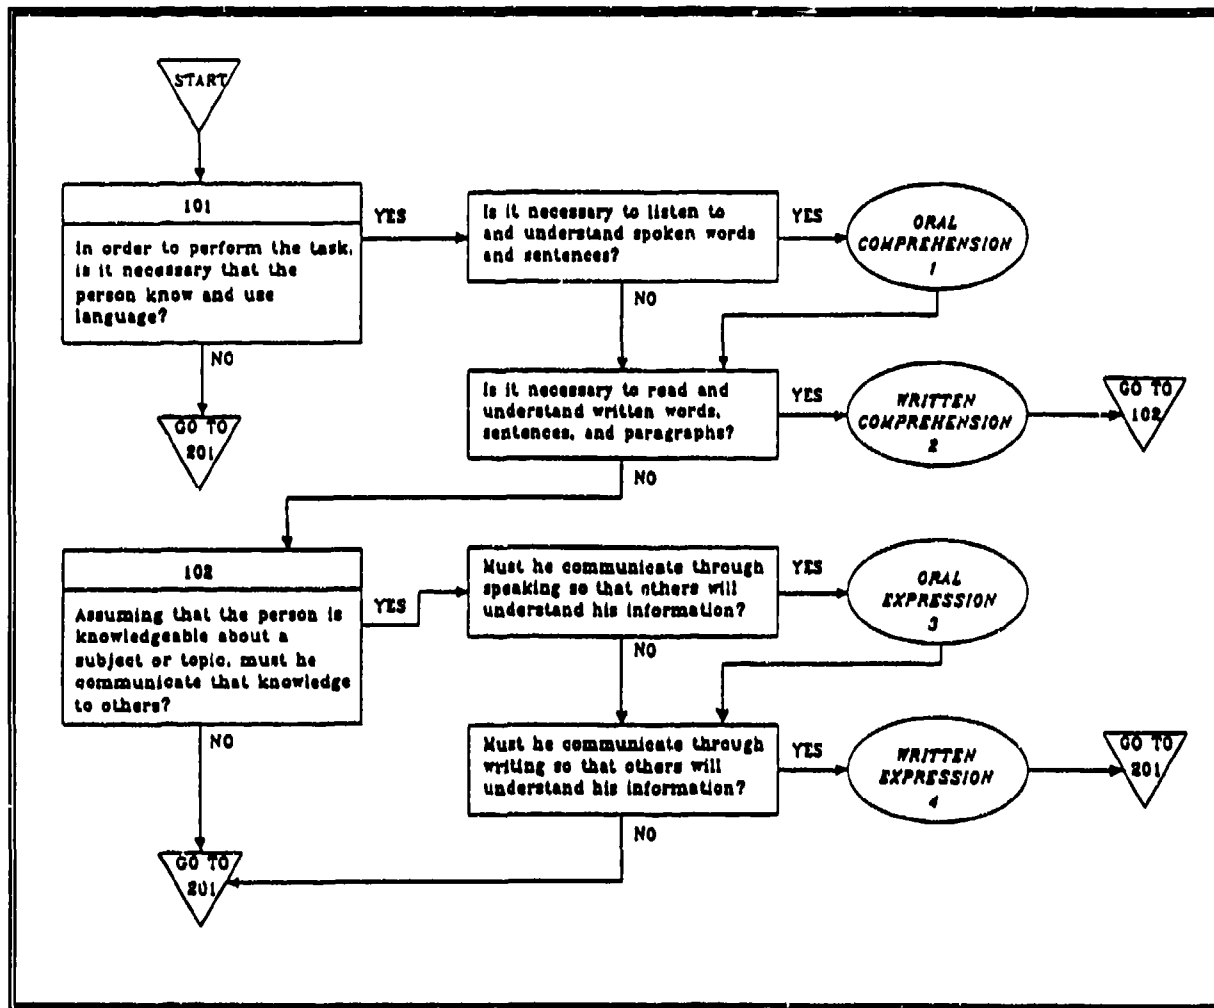 START
101
In order to perform the task,
is it necessary that the
person know and use
language?
YES
NO
GO TO
201
Is it necessary to listen to
and understand spoken words
and sentences?
YES
NO
ORAL
COMPREHENSION
1
Is it necessary to read and
understand written words,
sentences, and paragraphs?
YES
NO
WRITTEN
COMPREHENSION
2
GO TO
102
102
Assuming that the person is
knowledgeable about a
subject or topic, must he
communicate that knowledge
to others?
YES
NO
Must he communicate through
speaking so that others will
understand his information?
YES
NO
ORAL
EXPRESSION
3
Must he communicate through
writing so that others will
understand his information?
YES
NO
WRITTEN
EXPRESSION
4
GO TO
201
GO TO
201